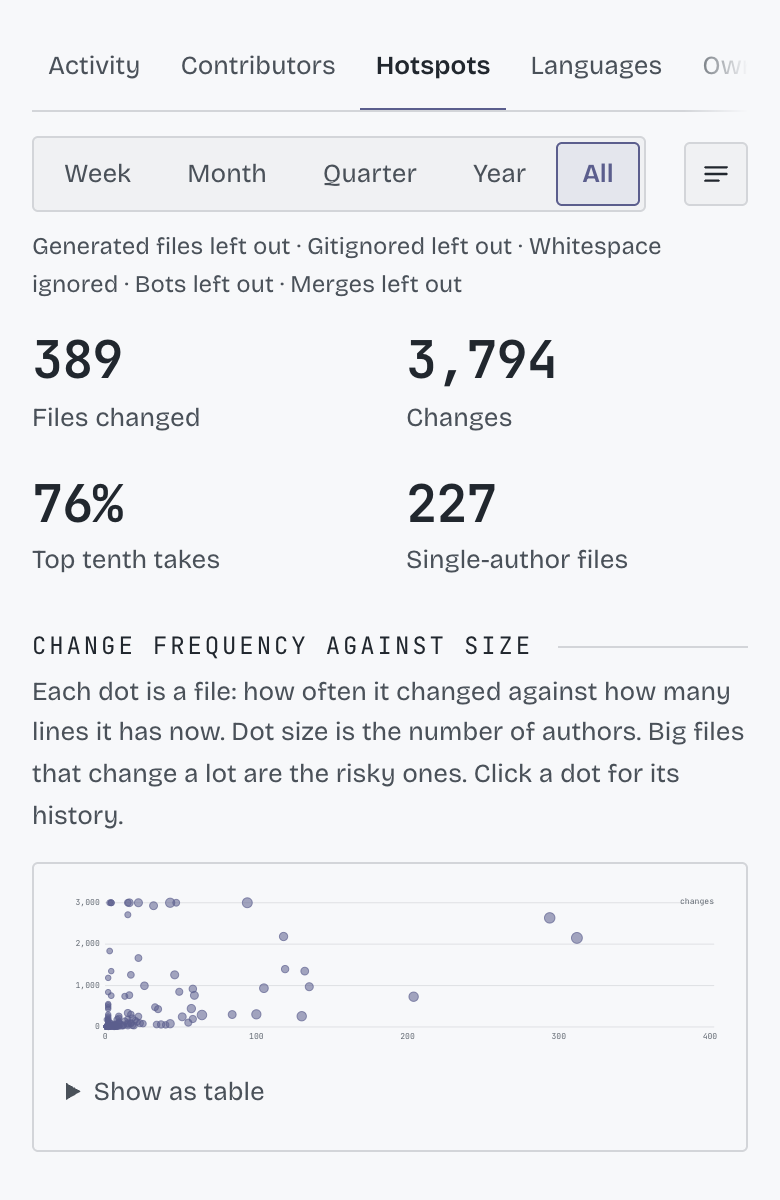 Activity Contributors Hotspots Languages Own
Week Month Quarter Year All
Generated files left out · Gitignored left out · Whitespace
ignored · Bots left out · Merges left out
389 3,794
Files changed Changes
76% 227
Top tenth takes Single-author files
CHANGE FREQUENCY AGAINST SIZE
Each dot is a file: how often it changed against how many
lines it has now. Dot size is the number of authors. Big files
that change a lot are the risky ones. Click a dot for its
history.
3,000 changes
2,000
1,000
0
0 100 200 300 400
Show as table